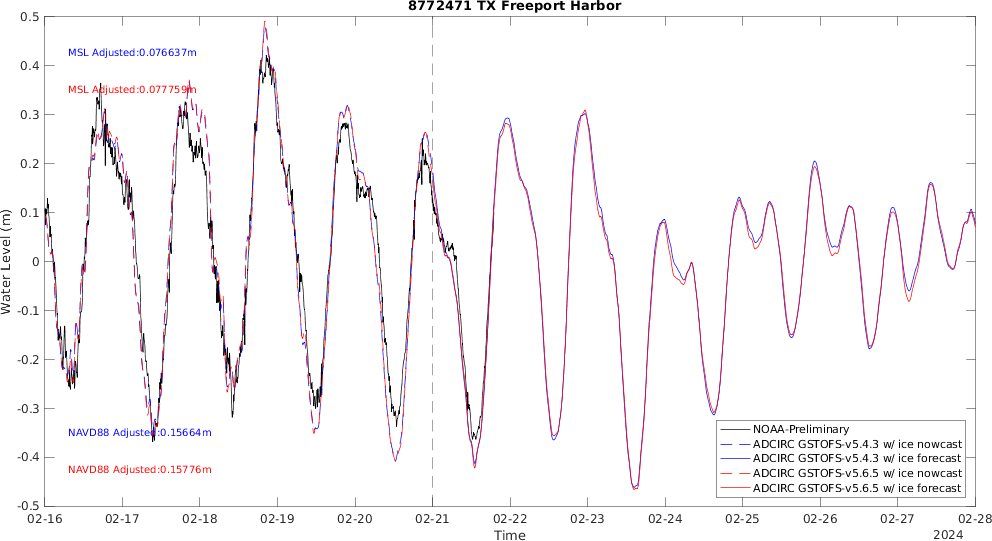 8772471 TX Freeport Harbor
0.5
MSL Adjusted:0.076637m
0.4
MSL Adjusted:0.077759m
0.3
0.2
0.1
0
-0.1
-0.2
-0.3
NAVD88 Adjusted:0.15664m
-0.4
NAVD88 Adjusted:0.15776m
-0.5
Water Level (m)
NOAA-Preliminary
ADCIRC GSTOFS-v5.4.3 w/ ice nowcast
ADCIRC GSTOFS-v5.4.3 w/ ice forecast
ADCIRC GSTOFS-v5.6.5 w/ ice nowcast
ADCIRC GSTOFS-v5.6.5 w/ ice forecast
02-16 02-17 02-18 02-19 02-20 02-21 02-22 02-23 02-24 02-25 02-26 02-27 02-28
Time
2024